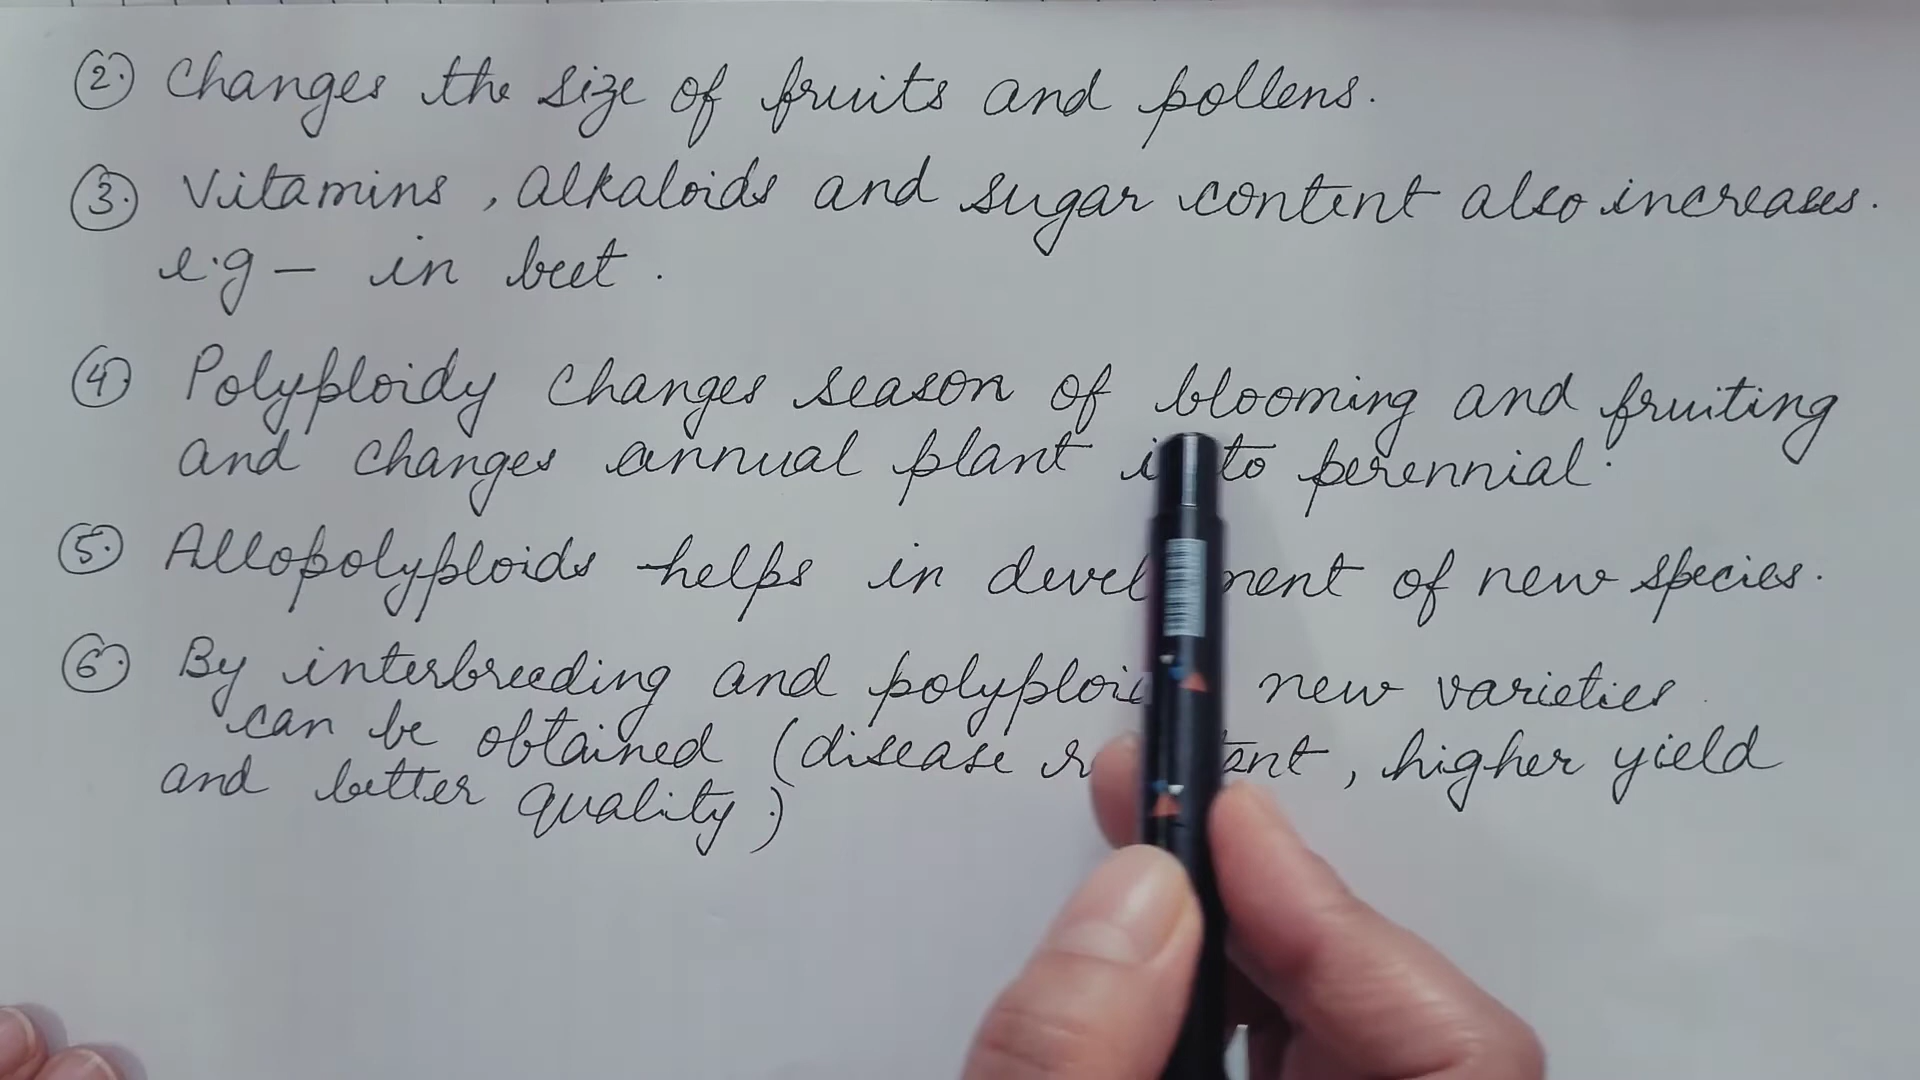 2. Changes the size of fruits and pollens.
3. Vitamins, Alkaloids and sugar content also increases.
e.g – in beet.
4. Polyploidy changes season of blooming and fruiting
and changes annual plant to perennial.
5. Allopolyploids helps in of new species.
6. By interbreeding and new varieties
can be obtained (disease , higher yield
and better quality)